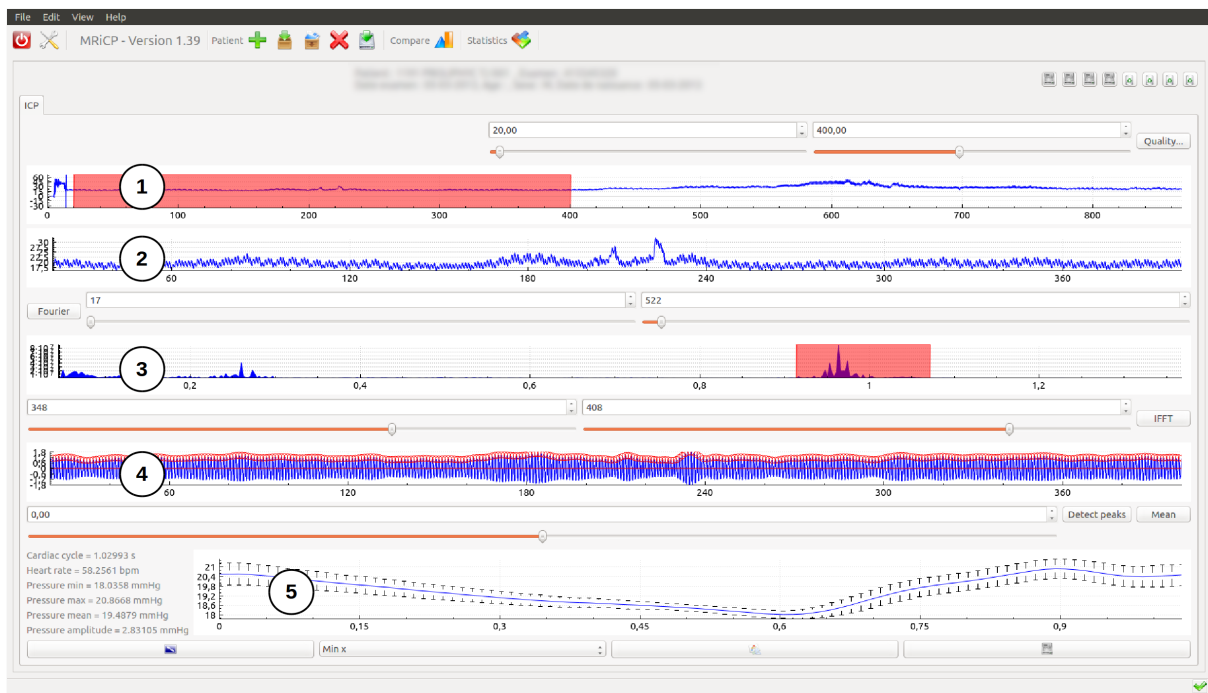 File Edit View Help
MRiCP - Version 1.39 Patient Compare Statistics
ICP
20,00 400,00
Quality...
1
0 100 200 300 400 500 600 700 800
30
2
17,5
60 120 180 240 300 360
17 522
Fourier
3
0,2 0,4 0,6 0,8 1 1,2
348 408
IFFT
4
60 120 180 240 300 360
0,00 Detect peaks Mean
Cardiac cycle = 1.02993 s
Heart rate = 58.2561 bpm
Pressure min = 18.0358 mmHg
Pressure max = 20.8668 mmHg
Pressure mean = 19.4879 mmHg
Pressure amplitude = 2.83105 mmHg
21
20,4
19,8
19,2
18,6
18
5
0 0,15 0,3 0,45 0,6 0,75 0,9
Min x